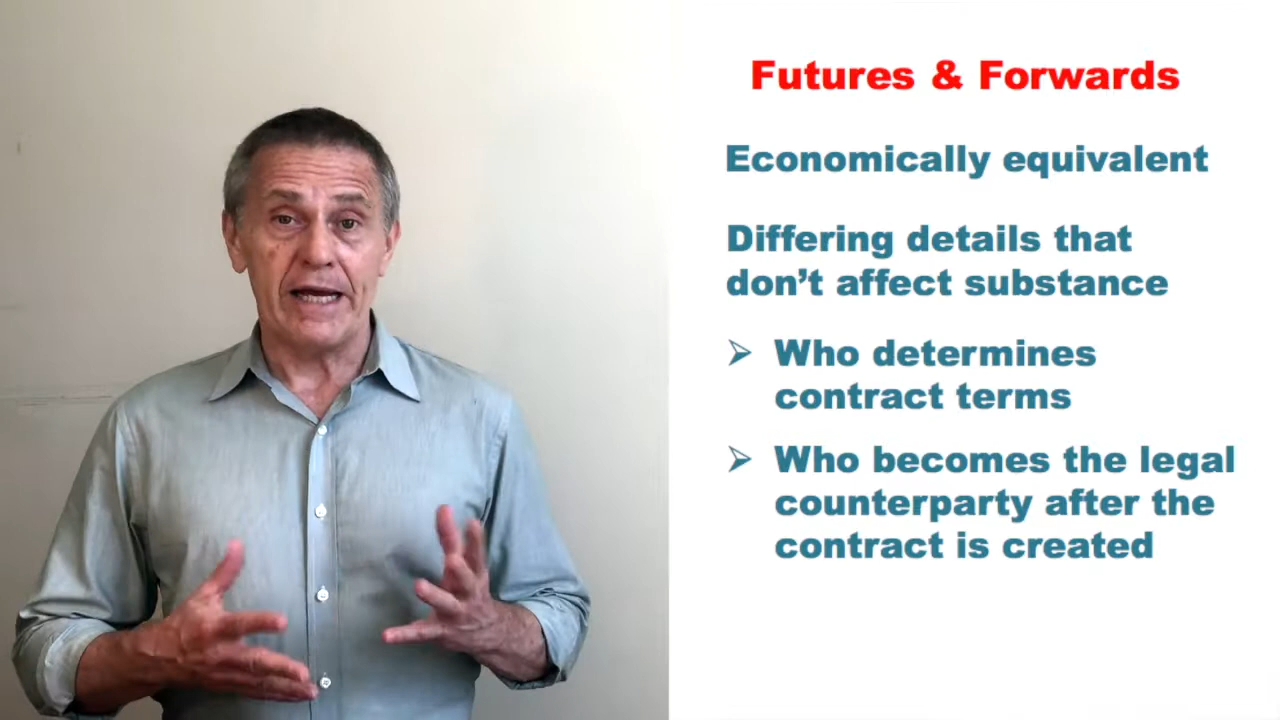 Futures & Forwards
Economically equivalent
Differing details that
don't affect substance
➢ Who determines
contract terms
➢ Who becomes the legal
counterparty after the
contract is created